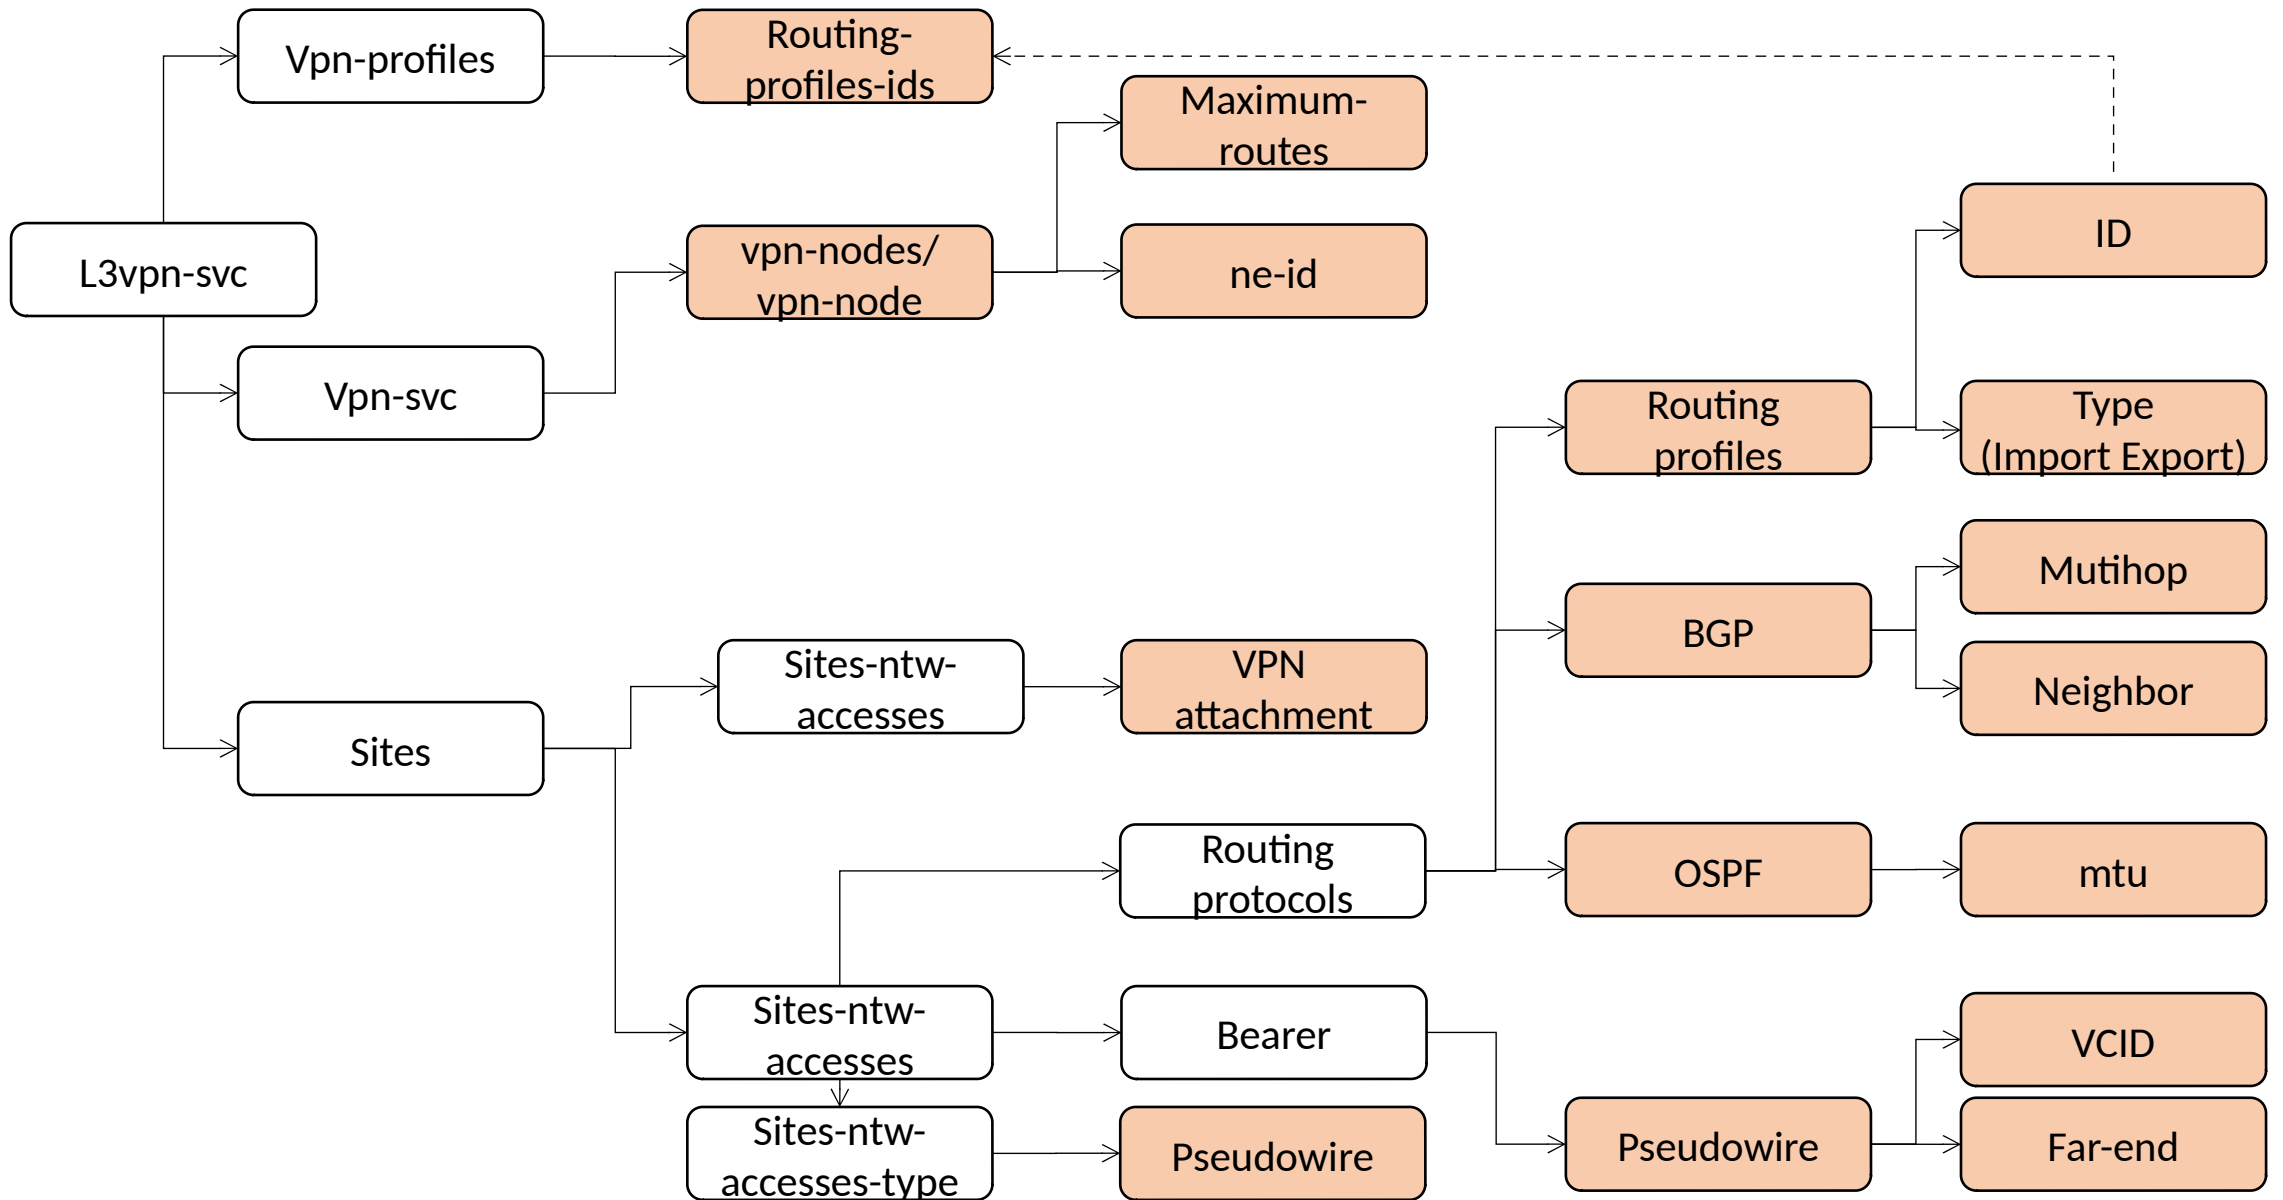 Vpn-profiles
Routing-
profiles-ids
Maximum-
routes
L3vpn-svc
vpn-nodes/
vpn-node
ne-id
ID
Vpn-svc
Routing
profiles
Type
(Import Export)
Mutihop
BGP
Neighbor
Sites-ntw-
accesses
VPN
attachment
Sites
Routing
protocols
OSPF
mtu
Sites-ntw-
accesses
Bearer
VCID
Sites-ntw-
accesses-type
Pseudowire
Pseudowire
Far-end